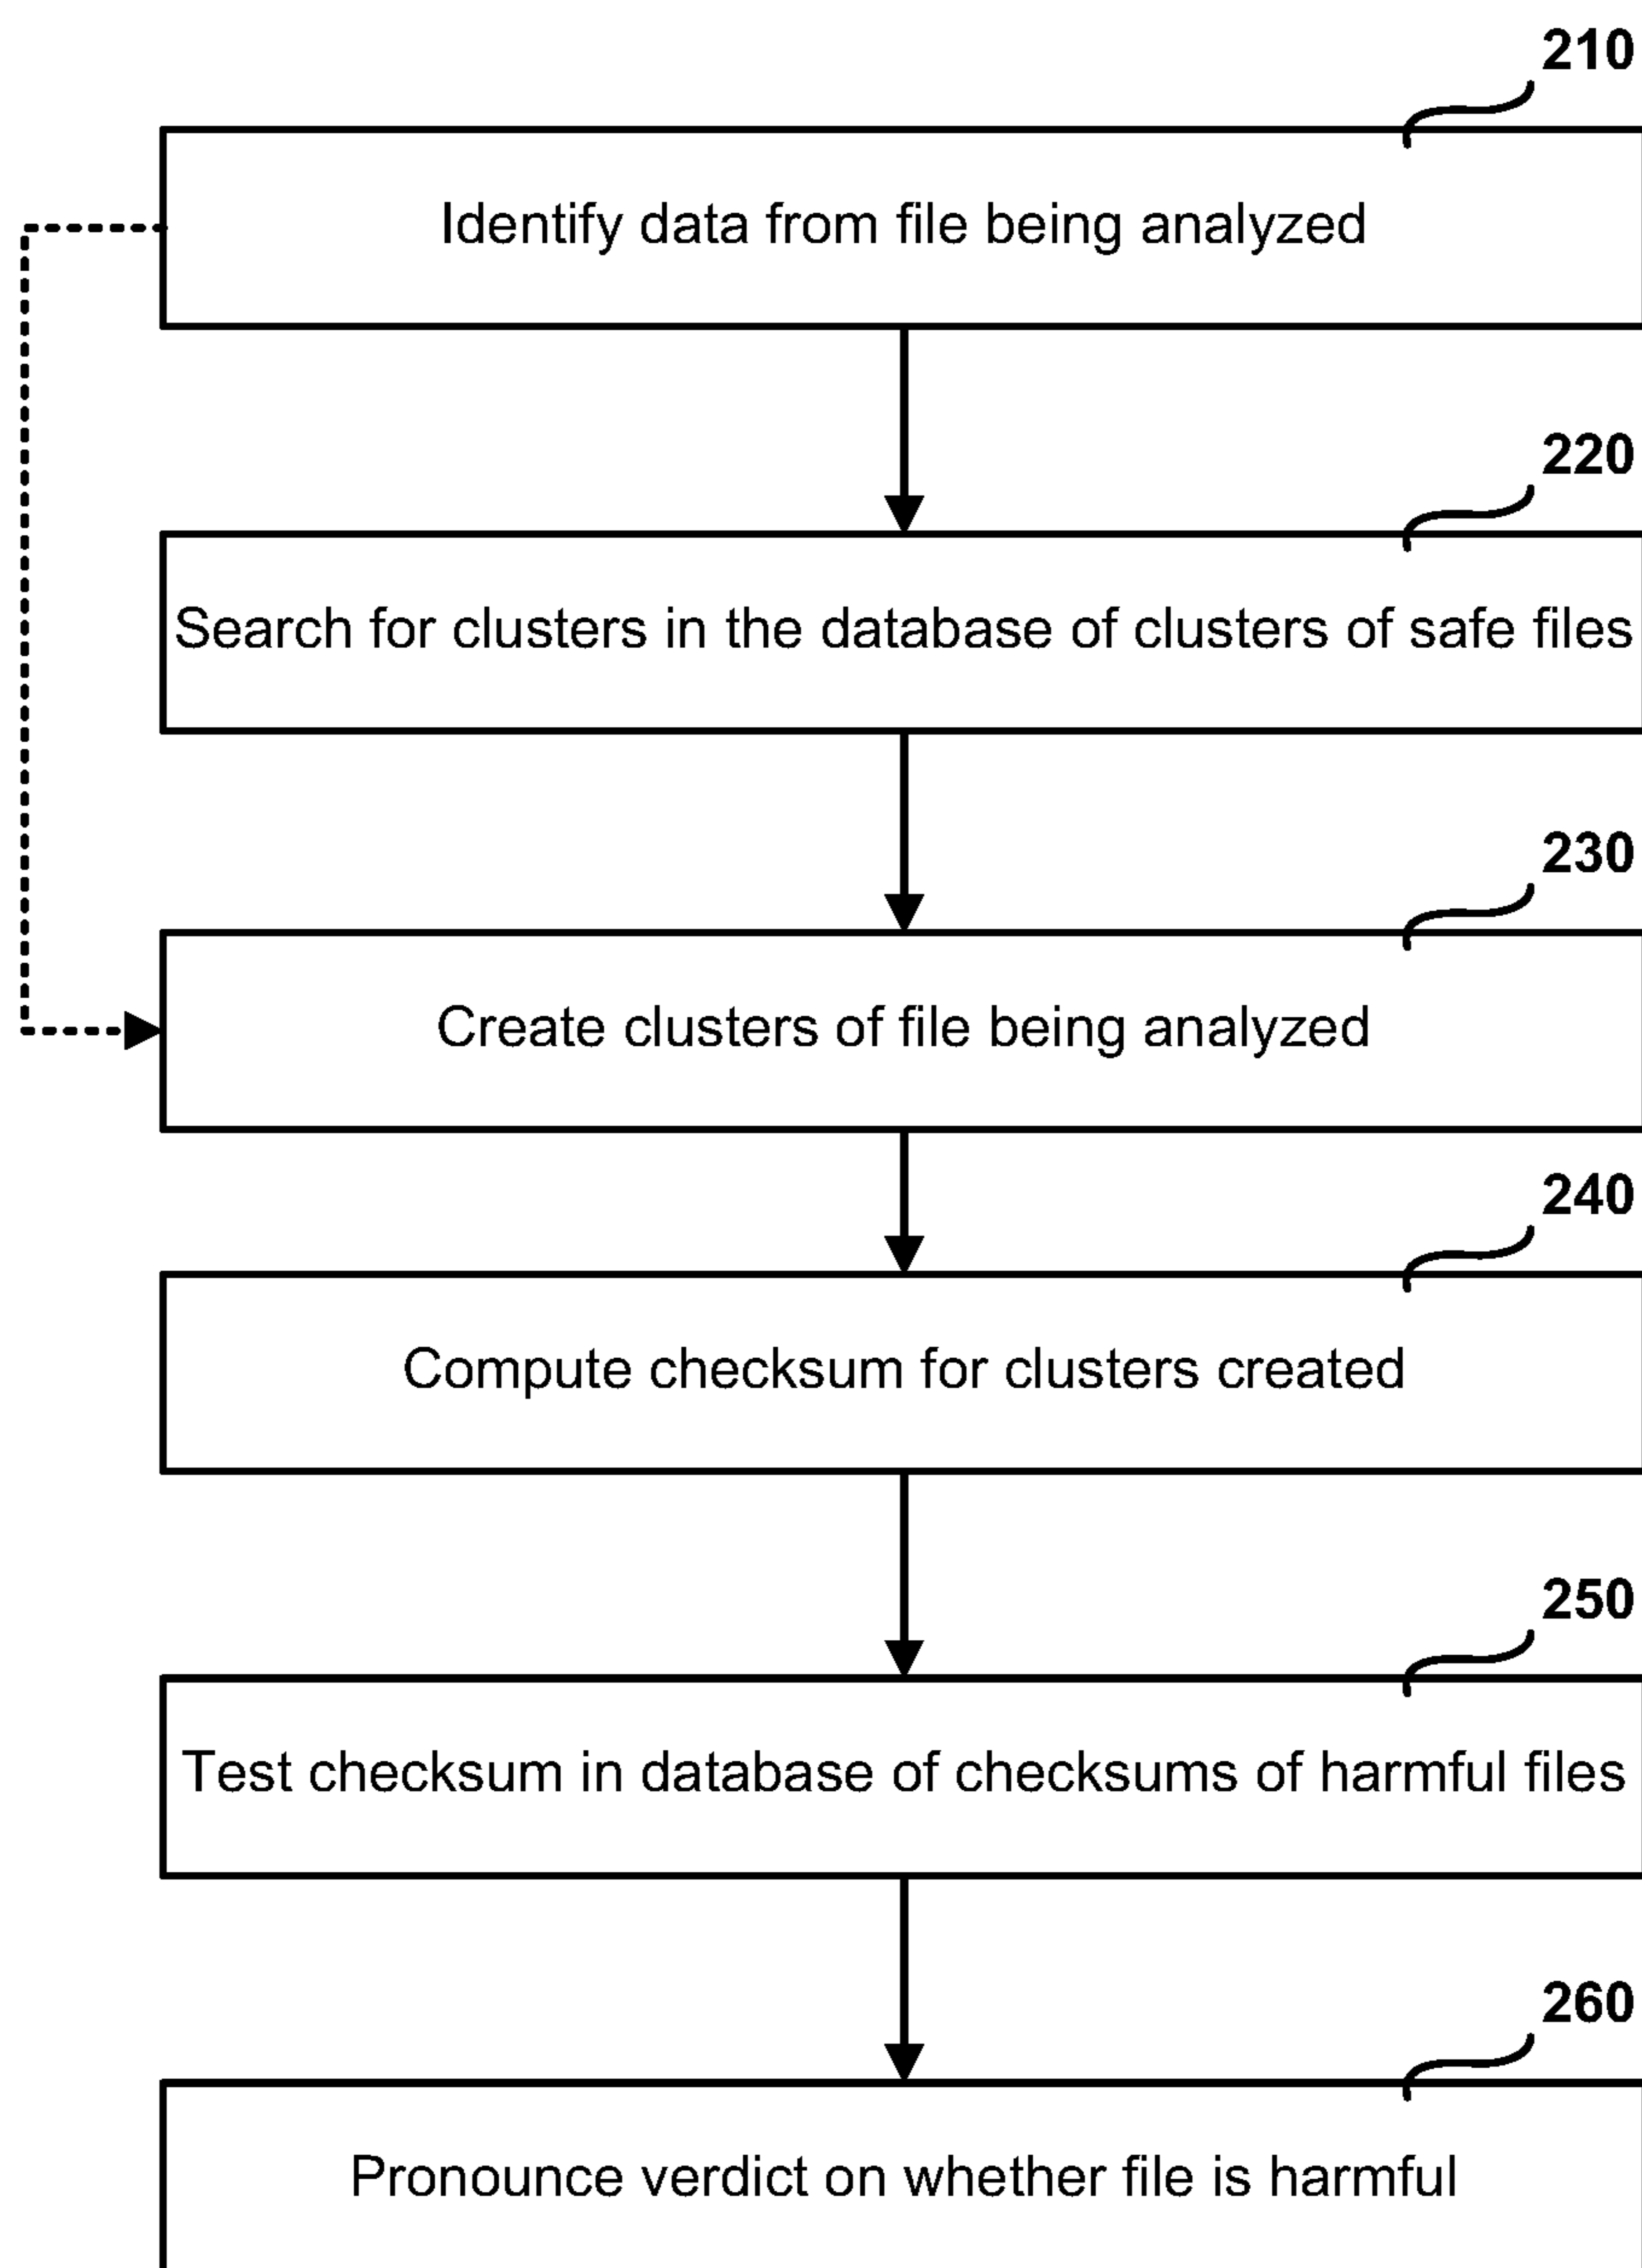 210
Identify data from file being analyzed
220
Search for clusters in the database of clusters of safe files
230
Create clusters of file being analyzed
240
Compute checksum for clusters created
250
Test checksum in database of checksums of harmful files
260
Pronounce verdict on whether file is harmful